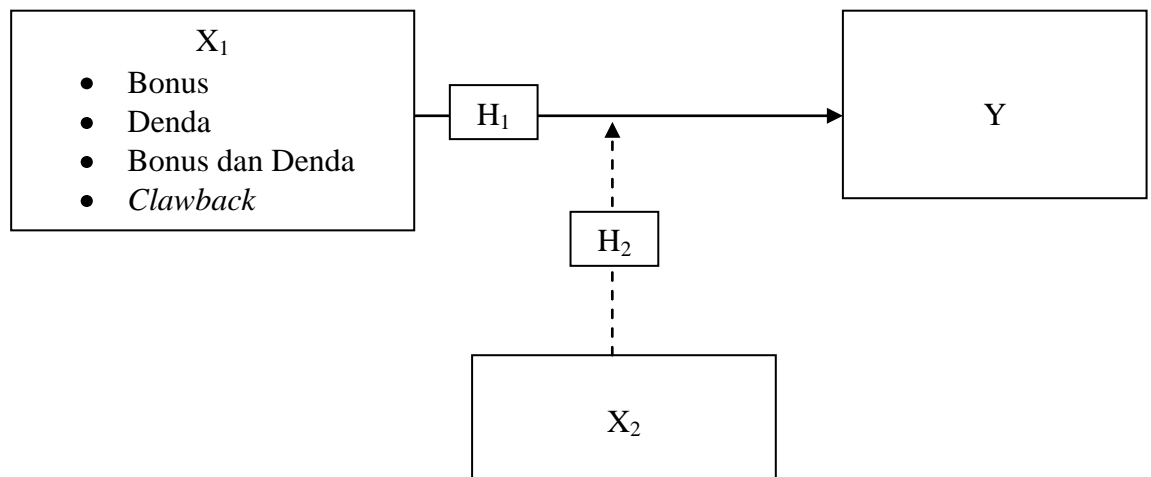 X₁
• Bonus
• Denda
• Bonus dan Denda
• Clawback
H₁
Y
H₂
X₂